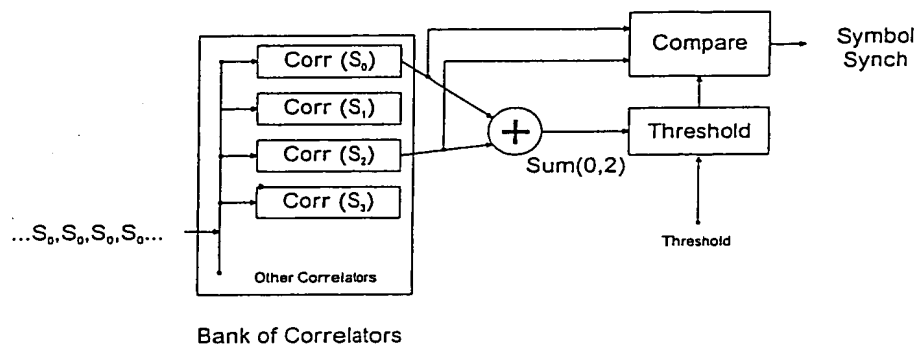 Corr (S₀)
Corr (S₁)
Corr (S₂)
Corr (S₃)
Other Correlators
...S₀,S₀,S₀,S₀...
Bank of Correlators
+
Sum(0,2)
Compare
Threshold
Threshold
Symbol
Synch